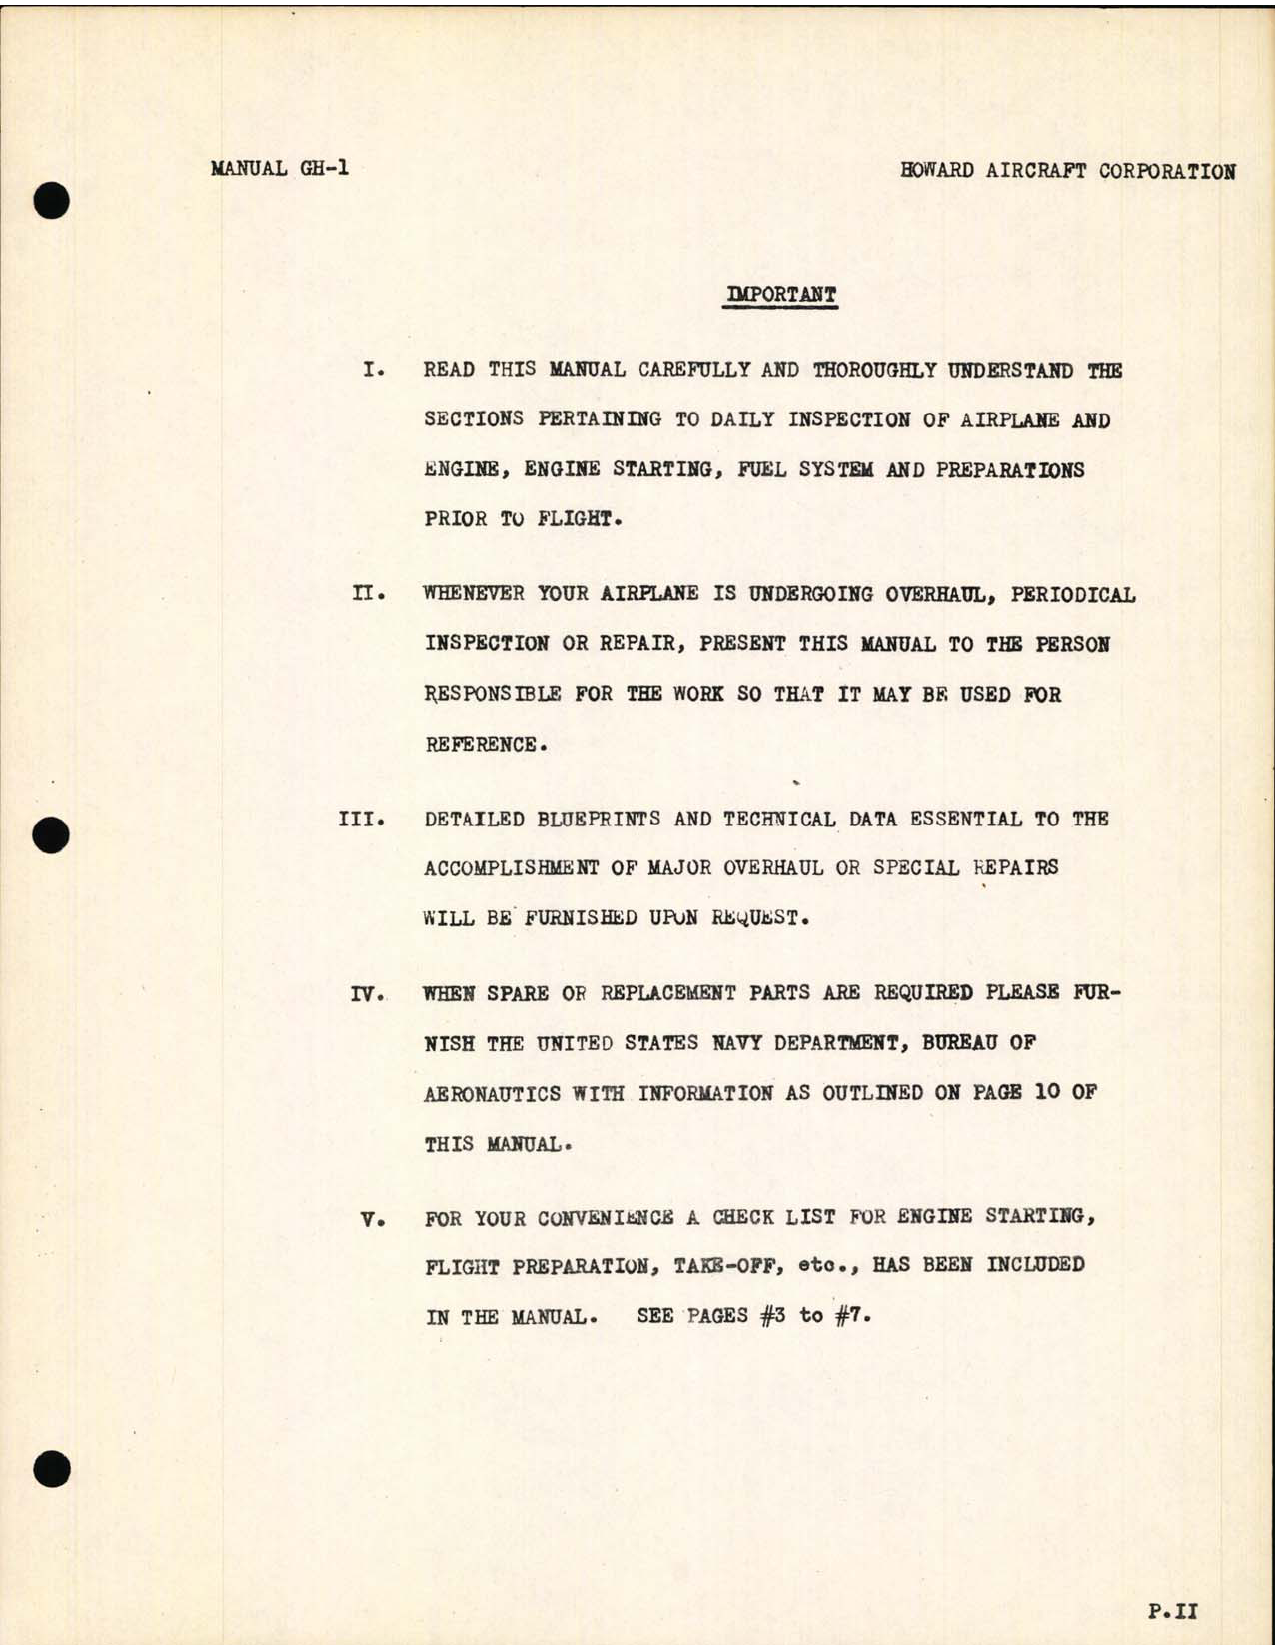 MANUAL GH-1
HOWARD AIRCRAFT CORPORATION
IMPORTANT
I. READ THIS MANUAL CAREFULLY AND THOROUGHLY UNDERSTAND THE
SECTIONS PERTAINING TO DAILY INSPECTION OF AIRPLANE AND
ENGINE, ENGINE STARTING, FUEL SYSTEM AND PREPARATIONS
PRIOR TO FLIGHT.
II. WHENEVER YOUR AIRPLANE IS UNDERGOING OVERHAUL, PERIODICAL
INSPECTION OR REPAIR, PRESENT THIS MANUAL TO THE PERSON
RESPONSIBLE FOR THE WORK SO THAT IT MAY BE USED FOR
REFERENCE.
III. DETAILED BLUEPRINTS AND TECHNICAL DATA ESSENTIAL TO THE
ACCOMPLISHMENT OF MAJOR OVERHAUL OR SPECIAL REPAIRS
WILL BE FURNISHED UPON REQUEST.
IV. WHEN SPARE OR REPLACEMENT PARTS ARE REQUIRED PLEASE FUR-
NISH THE UNITED STATES NAVY DEPARTMENT, BUREAU OF
AERONAUTICS WITH INFORMATION AS OUTLINED ON PAGE 10 OF
THIS MANUAL.
V. FOR YOUR CONVENIENCE A CHECK LIST FOR ENGINE STARTING,
FLIGHT PREPARATION, TAKE-OFF, etc., HAS BEEN INCLUDED
IN THE MANUAL. SEE PAGES #3 to #7.
P.II